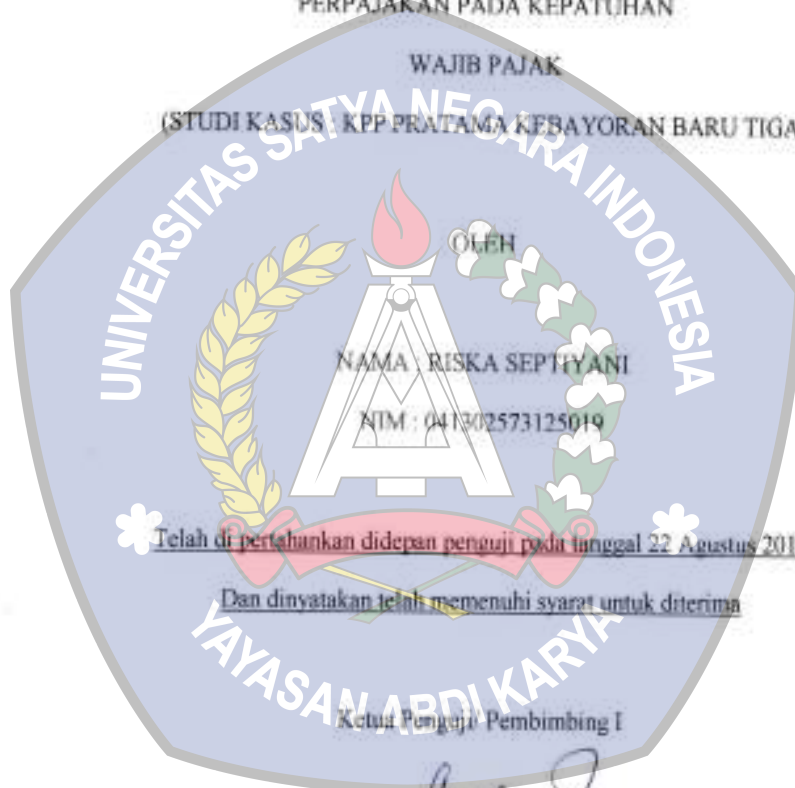 PERPAJAKAN PADA KEPATUHAN
WAJIB PAJAK
(STUDI KASUS : KPP PRATAMA KEBAYORAN BARU TIGA
UNIVERSITAS SATYA NEGARA INDONESIA
OLEH
NAMA : RISKA SEPTIYANI
NIM : 041302573125019
Telah di pertahankan didepan penguji pada tanggal 22 Agustus 201
Dan dinyatakan telah memenuhi syarat untuk diterima
YAYASAN ABDI KARYA
Ketua Penguji/ Pembimbing I